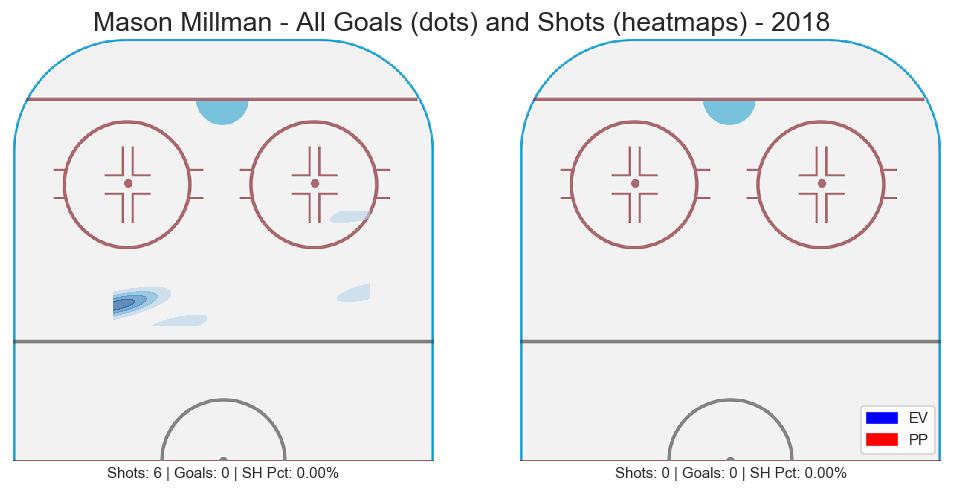 Mason Millman - All Goals (dots) and Shots (heatmaps) - 2018
EV
PP
Shots: 6 | Goals: 0 | SH Pct: 0.00%
Shots: 0 | Goals: 0 | SH Pct: 0.00%